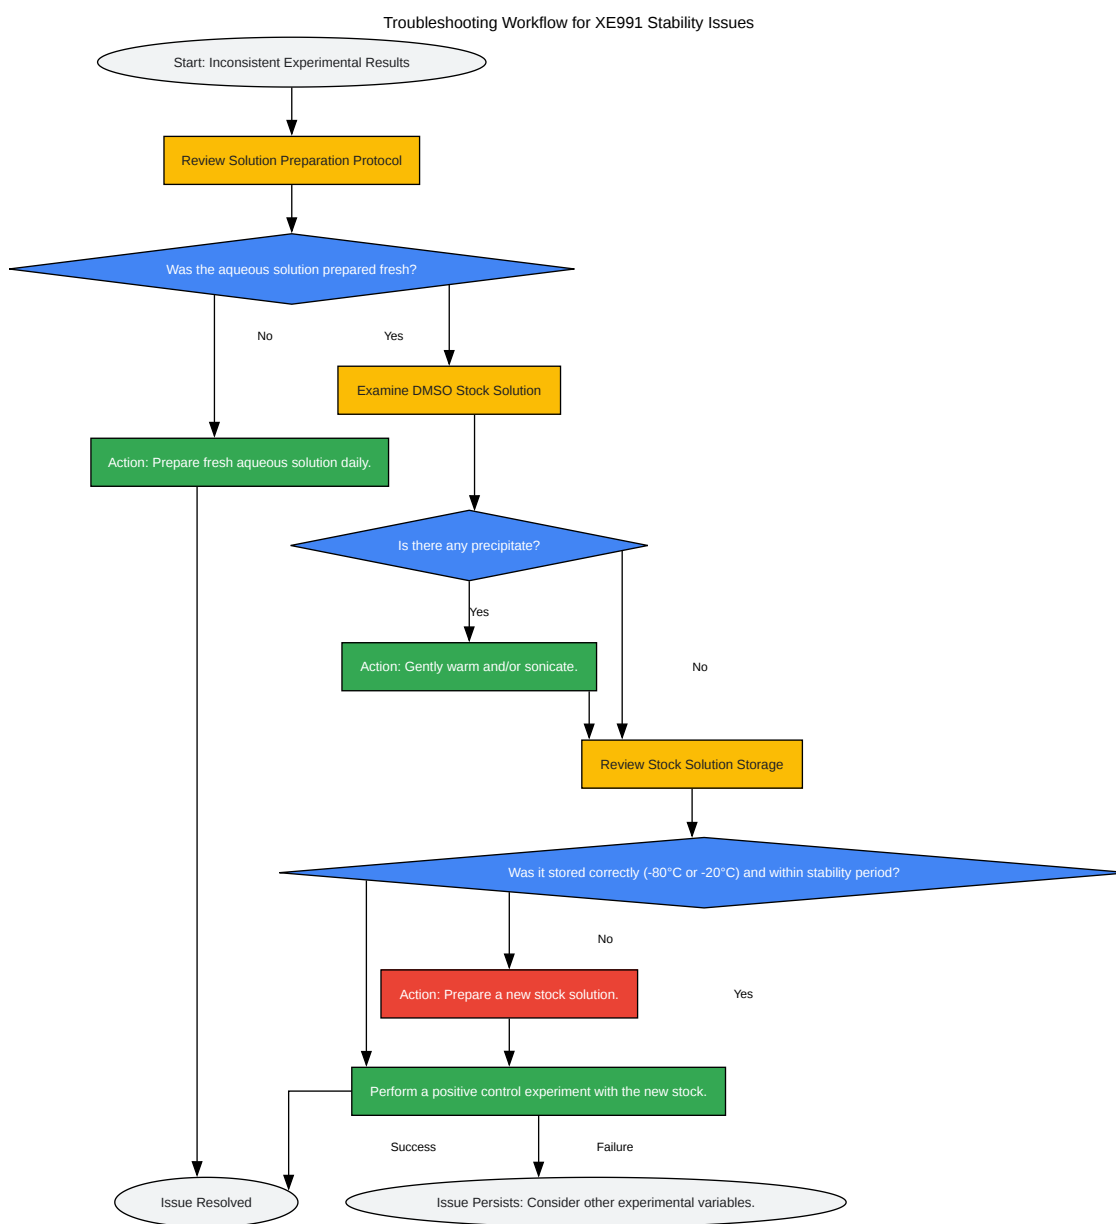 Troubleshooting Workflow for XE991 Stability Issues
Start: Inconsistent Experimental Results
Review Solution Preparation Protocol
Was the aqueous solution prepared fresh?
No
Yes
Examine DMSO Stock Solution
Action: Prepare fresh aqueous solution daily.
Is there any precipitate?
Yes
Action: Gently warm and/or sonicate.
No
Review Stock Solution Storage
Was it stored correctly (-80°C or -20°C) and within stability period?
No
Action: Prepare a new stock solution.
Yes
Perform a positive control experiment with the new stock.
Success
Failure
Issue Resolved
Issue Persists: Consider other experimental variables.